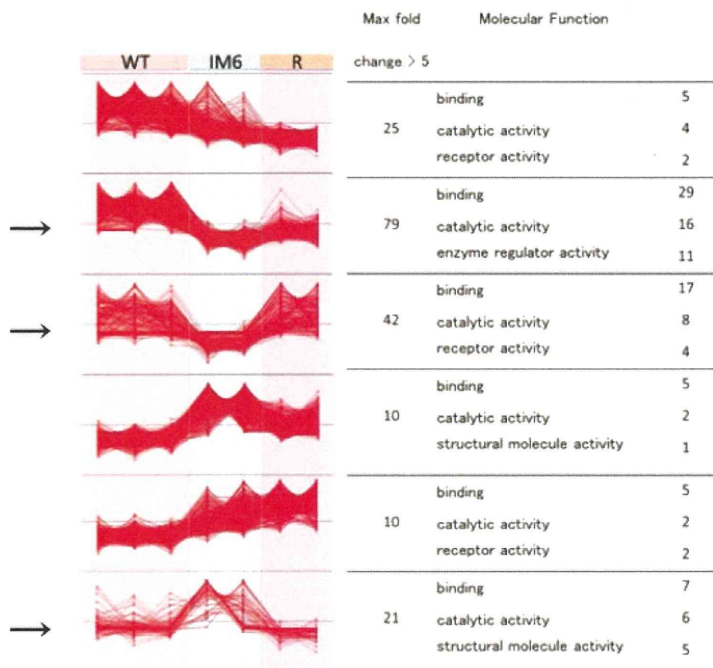 Max fold Molecular Function
WT IM6 R change > 5
binding 5
25 catalytic activity 4
receptor activity 2
binding 29
→ 79 catalytic activity 16
enzyme regulator activity 11
binding 17
→ 42 catalytic activity 8
receptor activity 4
binding 5
10 catalytic activity 2
structural molecule activity 1
binding 5
10 catalytic activity 2
receptor activity 2
binding 7
→ 21 catalytic activity 6
structural molecule activity 5